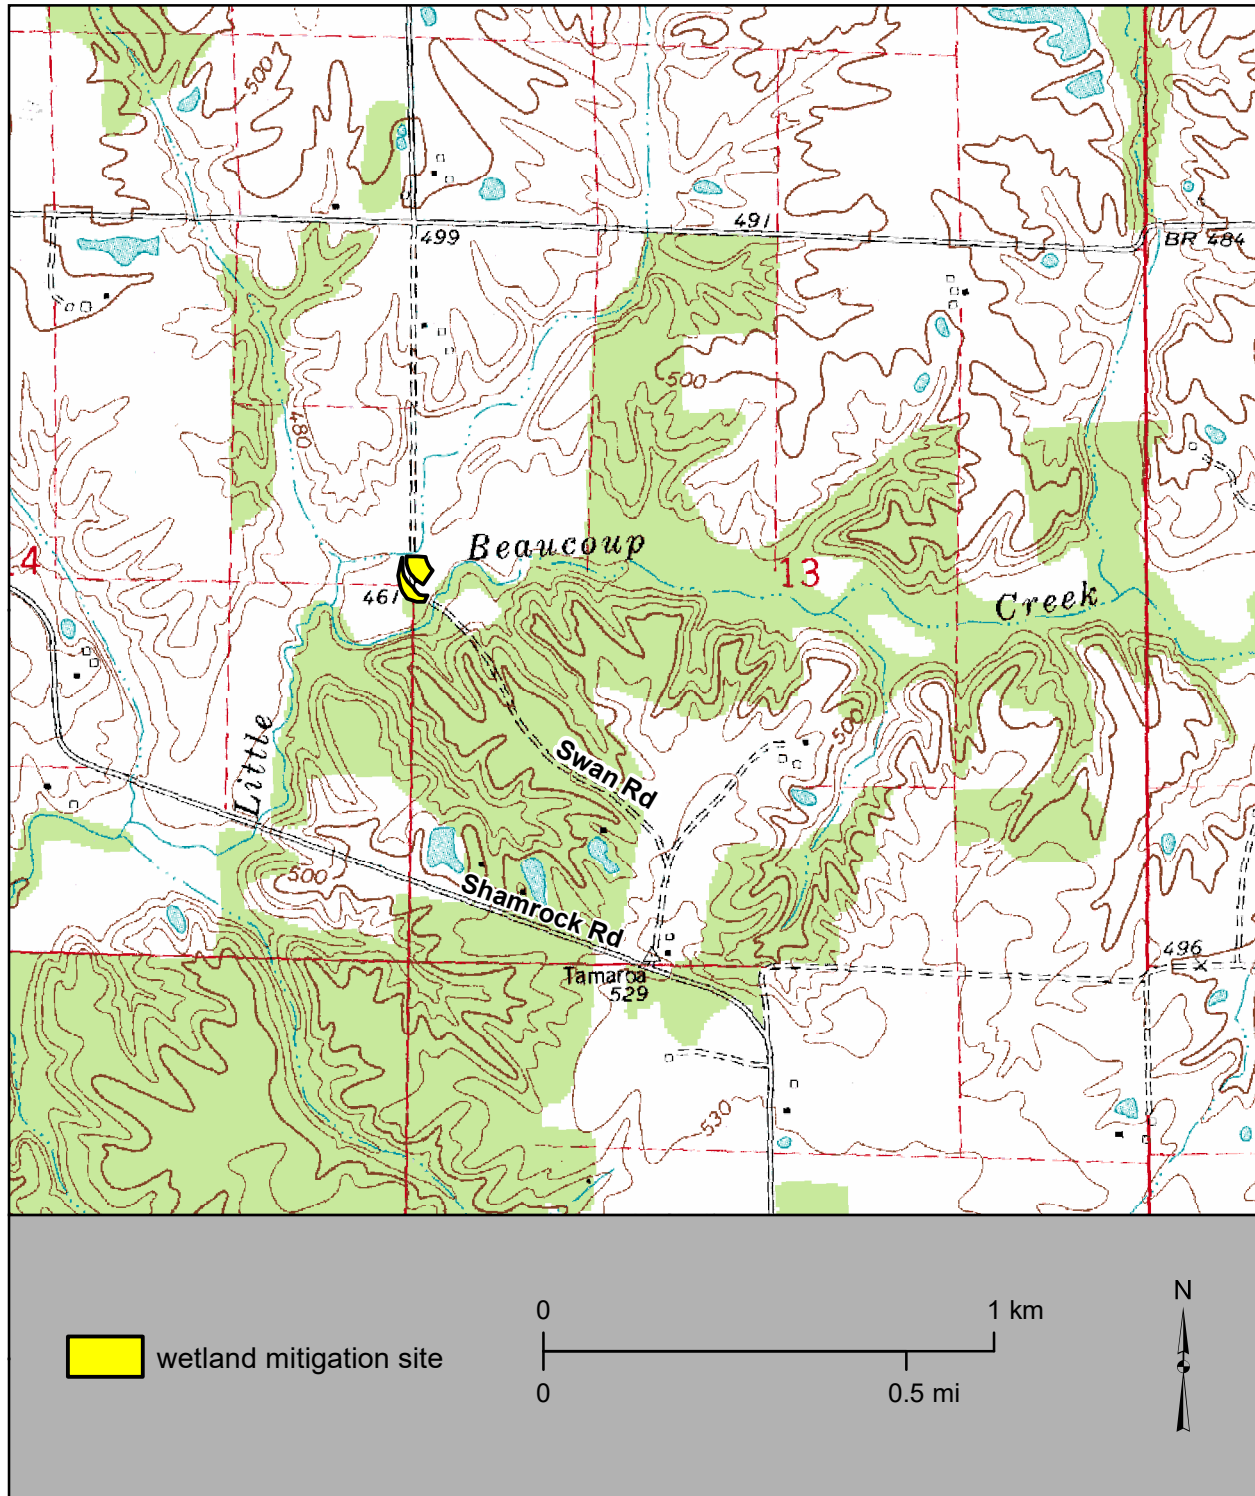 500
499
491
BR 484
500
480
Beaucoup
4
461
13
Creek
Little
500
Swan Rd
500
Shamrock Rd
Tamaroa
529
496
EX
530
0
1 km
wetland mitigation site
0
0.5 mi
N